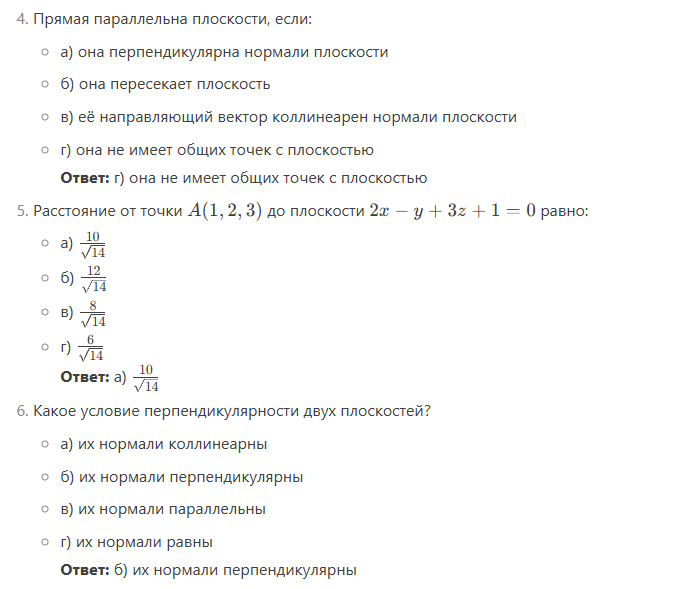 4. Прямая параллельна плоскости, если:
а) она перпендикулярна нормали плоскости
б) она пересекает плоскость
в) её направляющий вектор коллинеарен нормали плоскости
г) она не имеет общих точек с плоскостью
Ответ: г) она не имеет общих точек с плоскостью
5. Расстояние от точки A(1, 2, 3) до плоскости 2x − y + 3z + 1 = 0 равно:
а) 10/√14
б) 12/√14
в) 8/√14
г) 6/√14
Ответ: а) 10/√14
6. Какое условие перпендикулярности двух плоскостей?
а) их нормали коллинеарны
б) их нормали перпендикулярны
в) их нормали параллельны
г) их нормали равны
Ответ: б) их нормали перпендикулярны